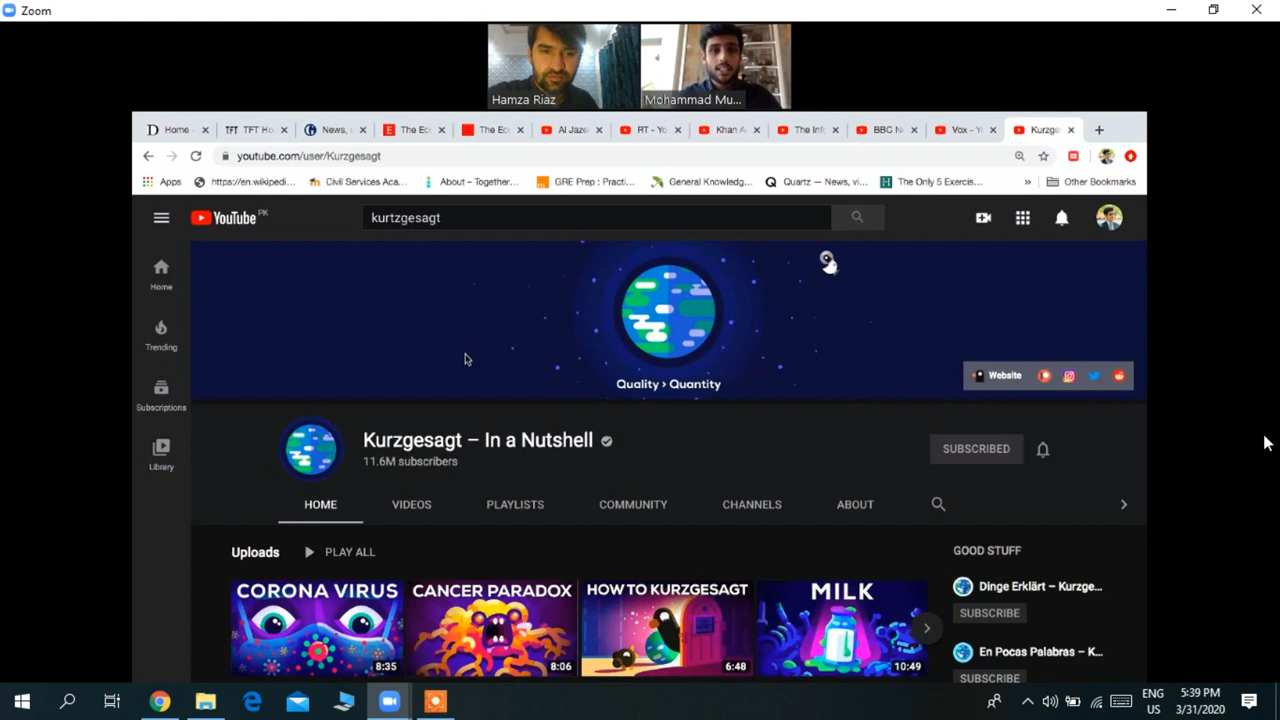 Zoom
Hamza Riaz
Mohammad Mu...
Home
TFT Ho
News,
The Ec
The Ec
Al Jaze
RT - Yo
Khan A
The Inf
BBC N
Vox - Y
Kurzge
youtube.com/user/Kurzgesagt
Apps
https://en.wikipedi...
Civil Services Aca...
About – Together...
GRE Prep : Practi...
General Knowledg...
Quartz — News, vi...
The Only 5 Exercis...
Other Bookmarks
YouTube PK
kurtzgesagt
Home
Trending
Subscriptions
Library
Quality > Quantity
Website
Kurzgesagt – In a Nutshell
11.6M subscribers
SUBSCRIBED
HOME
VIDEOS
PLAYLISTS
COMMUNITY
CHANNELS
ABOUT
Uploads
PLAY ALL
GOOD STUFF
CORONA VIRUS
8:35
CANCER PARADOX
8:06
HOW TO KURZGESAGT
6:48
MILK
10:49
Dinge Erklärt – Kurzge...
SUBSCRIBE
En Pocas Palabras – K...
SUBSCRIBE
ENG
US
5:39 PM
3/31/2020